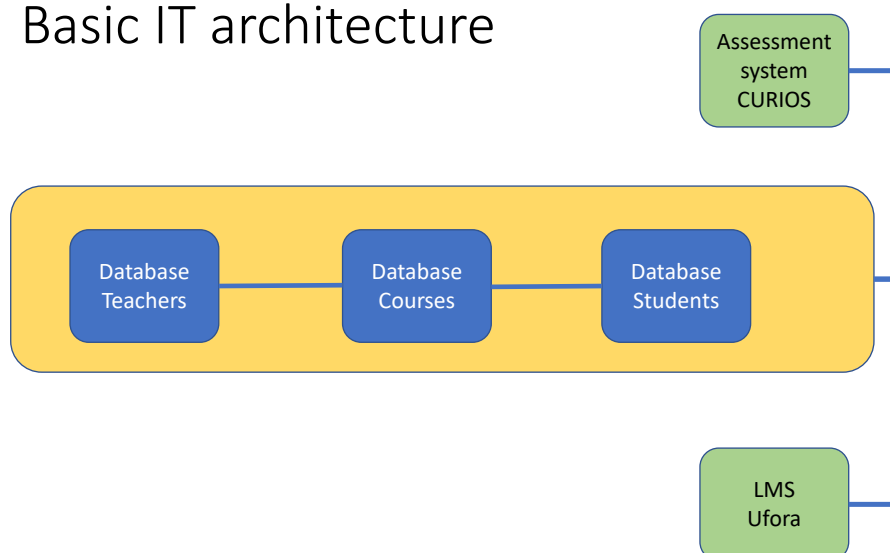 Basic IT architecture
Assessment
system
CURIOS
Database
Teachers
Database
Courses
Database
Students
LMS
Ufora